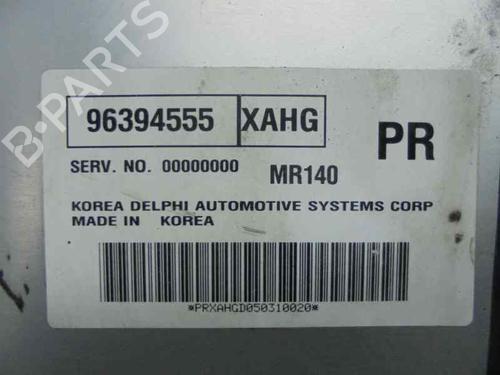 B-PARTS
96394555 XAHG PR
SERV. NO. 00000000 MR140
KOREA DELPHI AUTOMOTIVE SYSTEMS CORP
MADE IN KOREA
*PRXAHGD050310020*